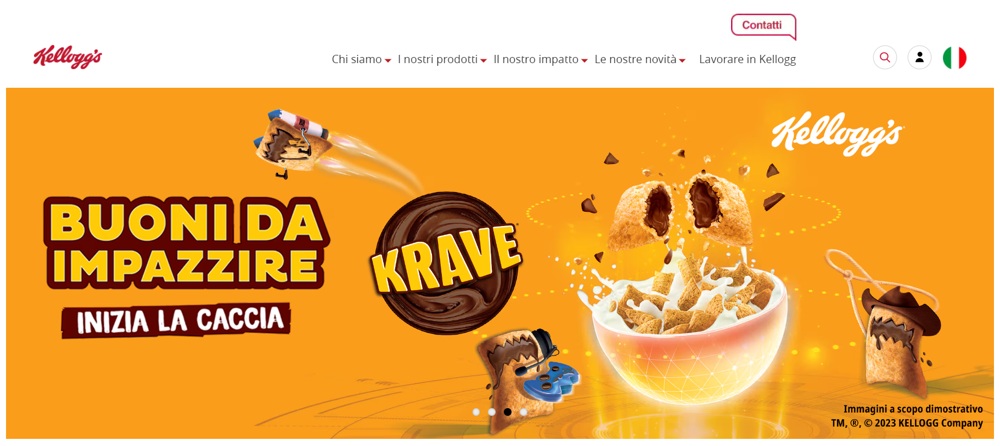 Contatti
Kellogg's
Chi siamo I nostri prodotti Il nostro impatto Le nostre novità Lavorare in Kellogg
Kellogg's
BUONI DA
IMPAZZIRE
KRAVE
INIZIA LA CACCIA
Immagini a scopo dimostrativo
TM, ®, © 2023 KELLOGG Company